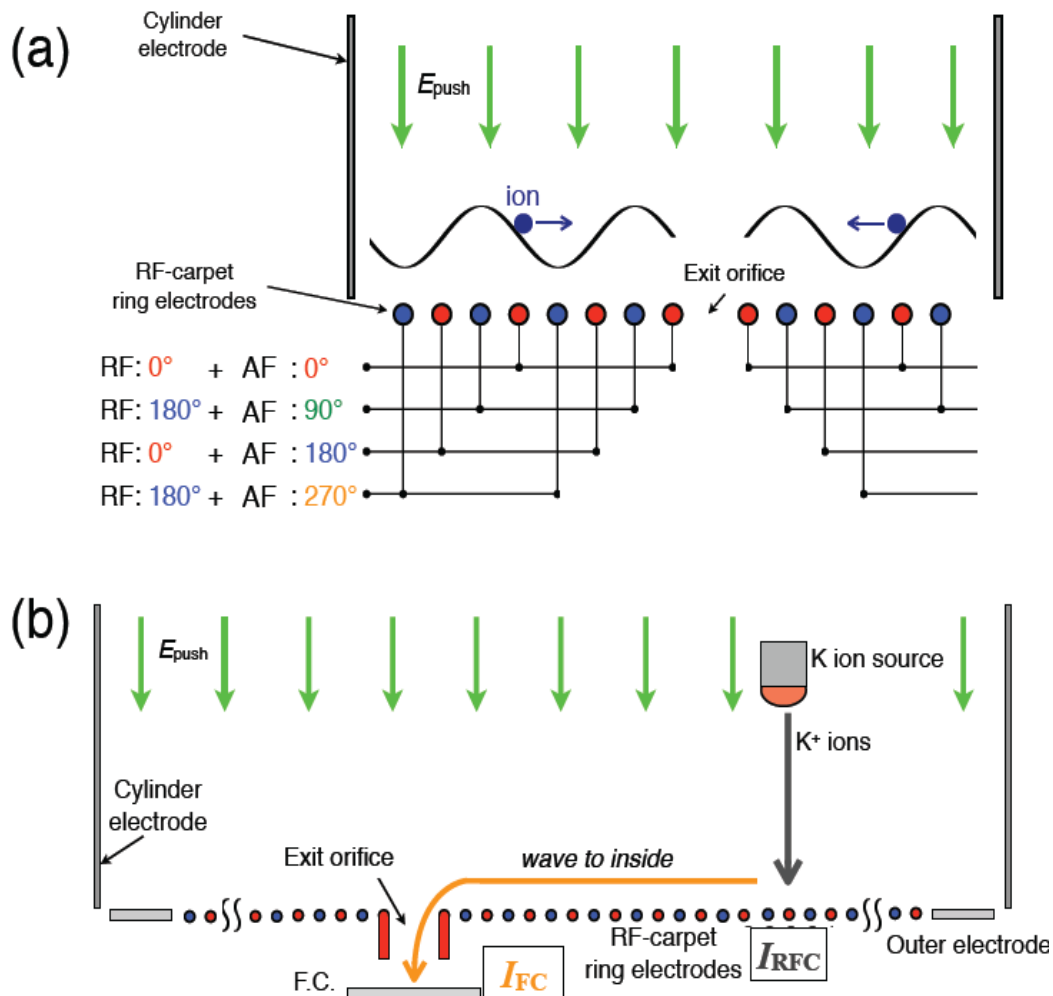 (a)
Cylinder
electrode
Epush
ion
RF-carpet
ring electrodes
Exit orifice
RF: 0° + AF : 0°
RF: 180° + AF : 90°
RF: 0° + AF : 180°
RF: 180° + AF : 270°
(b)
Epush
K ion source
K+ ions
Cylinder
electrode
Exit orifice
wave to inside
RF-carpet
ring electrodes
IRFC
Outer electrode
F.C.
IFC